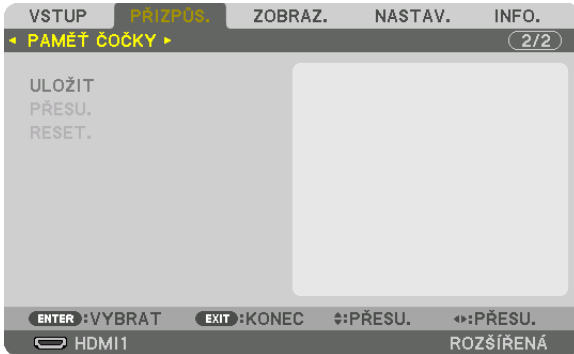 VSTUP PŘIZPŮS. ZOBRAZ. NASTAV. INFO.
PAMĚŤ ČOČKY 2/2
ULOŽIT
PŘESU.
RESET.
ENTER :VYBRAT EXIT :KONEC :PŘESU. :PŘESU.
HDMI1 ROZŠÍŘENÁ